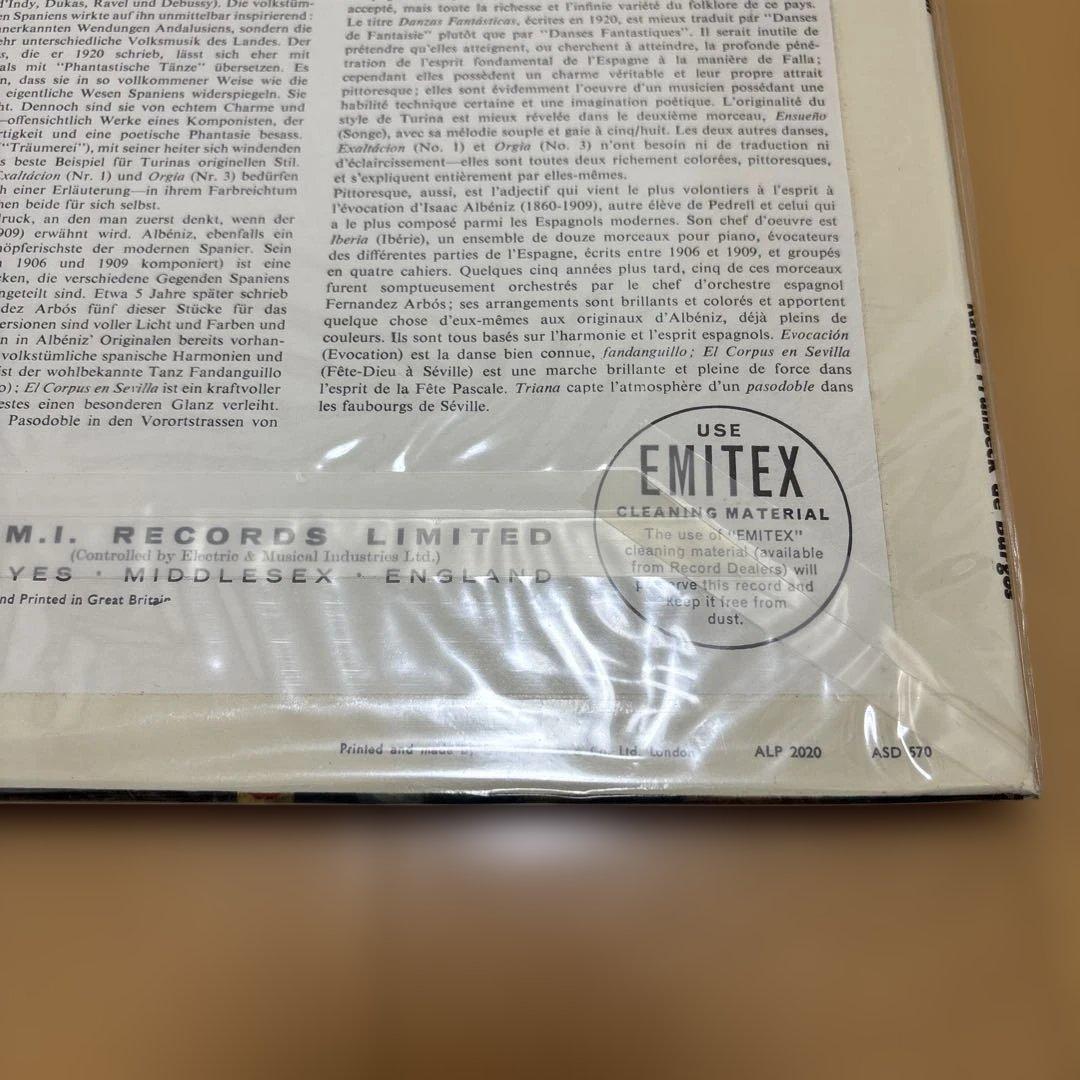 d'Indy, Dukas, Ravel und Debussy). Die volkstüm-
en Spaniens wirkte auf ihn unmittelbar inspirierend:
nerkannten Wendungen Andalusiens, sondern die
ehr unterschiedliche Volksmusik des Landes. Der
s, die er 1920 schrieb, lässt sich eher mit
als mit "Phantastische Tänze" übersetzen. Es
n, dass sie in so vollkommener Weise wie die
eigentliche Wesen Spaniens widerspiegeln. Sie
ht. Dennoch sind sie von echtem Charme und
—offensichtlich Werke eines Komponisten, der
rtigkeit und eine poetische Phantasie besass.
("Träumerei"), mit seiner heiter sich windenden
s beste Beispiel für Turinas originellen Stil.
Exaltácion (Nr. 1) und Orgia (Nr. 3) bedürfen
h einer Erläuterung—in ihrem Farbreichtum
hen beide für sich selbst.
druck, an den man zuerst denkt, wenn der
909) erwähnt wird. Albéniz, ebenfalls ein
höpferischste der modernen Spanier. Sein
1906 und 1909 komponiert) ist eine
cken, die verschiedene Gegenden Spaniens
ngeteilt sind. Etwa 5 Jahre später schrieb
dez Arbós fünf dieser Stücke für das
ersionen sind voller Licht und Farben und
n in Albéniz' Originalen bereits vorhan-
volkstümliche spanische Harmonien und
ist der wohlbekannte Tanz Fandanguillo
o); El Corpus en Sevilla ist ein kraftvoller
estes einen besonderen Glanz verleiht.
Pasodoble in den Vorortstrassen von
accepté, mais toute la richesse et l'infinie variété du folklore de ce pays.
Le titre Danzas Fantásticas, écrites en 1920, est mieux traduit par "Danses
de Fantaisie" plutôt que par "Danses Fantastiques". Il serait inutile de
prétendre qu'elles atteignent, ou cherchent à atteindre, la profonde péné-
tration de l'esprit fondamental de l'Espagne à la manière de Falla;
cependant elles possèdent un charme véritable et leur propre attrait
pittoresque; elles sont évidemment l'oeuvre d'un musicien possédant une
habilité technique certaine et une imagination poétique. L'originalité du
style de Turina est mieux révelée dans le deuxième morceau, Ensueño
(Songe), avec sa mélodie souple et gaie à cinq/huit. Les deux autres danses,
Exaltácion (No. 1) et Orgia (No. 3) n'ont besoin ni de traduction ni
d'éclaircissement—elles sont toutes deux richement colorées, pittoresques,
et s'expliquent entièrement par elles-mêmes.
Pittoresque, aussi, est l'adjectif qui vient le plus volontiers à l'esprit à
l'évocation d'Isaac Albéniz (1860-1909), autre élève de Pedrell et celui qui
a le plus composé parmi les Espagnols modernes. Son chef d'oeuvre est
Iberia (Ibérie), un ensemble de douze morceaux pour piano, évocateurs
des différentes parties de l'Espagne, écrits entre 1906 et 1909, et groupés
en quatre cahiers. Quelques cinq années plus tard, cinq de ces morceaux
furent somptueusement orchestrés par le chef d'orchestre espagnol
Fernandez Arbós; ses arrangements sont brillants et colorés et apportent
quelque chose d'eux-mêmes aux originaux d'Albéniz, déjà pleins de
couleurs. Ils sont tous basés sur l'harmonie et l'esprit espagnols. Evocación
(Evocation) est la danse bien connue, fandanguillo; El Corpus en Sevilla
(Fête-Dieu à Séville) est une marche brillante et pleine de force dans
l'esprit de la Fête Pascale. Triana capte l'atmosphère d'un pasodoble dans
les faubourgs de Séville.
M.I. RECORDS LIMITED
(Controlled by Electric & Musical Industries Ltd.)
YES · MIDDLESEX · ENGLAND
nd Printed in Great Britain
USE
EMITEX
CLEANING MATERIAL
The use of "EMITEX"
cleaning material (available
from Record Dealers) will
preserve this record and
keep it free from
dust.
Printed and made by Co. Ltd. London ALP 2020 ASD 570
Rafael Frühbeck de Burgos